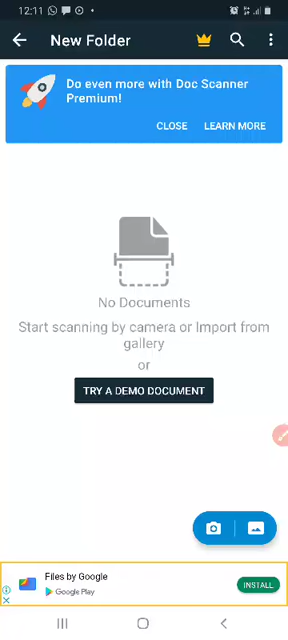 12:11
New Folder
Do even more with Doc Scanner
Premium!
CLOSE LEARN MORE
No Documents
Start scanning by camera or Import from
gallery
or
TRY A DEMO DOCUMENT
Files by Google
Google Play
INSTALL